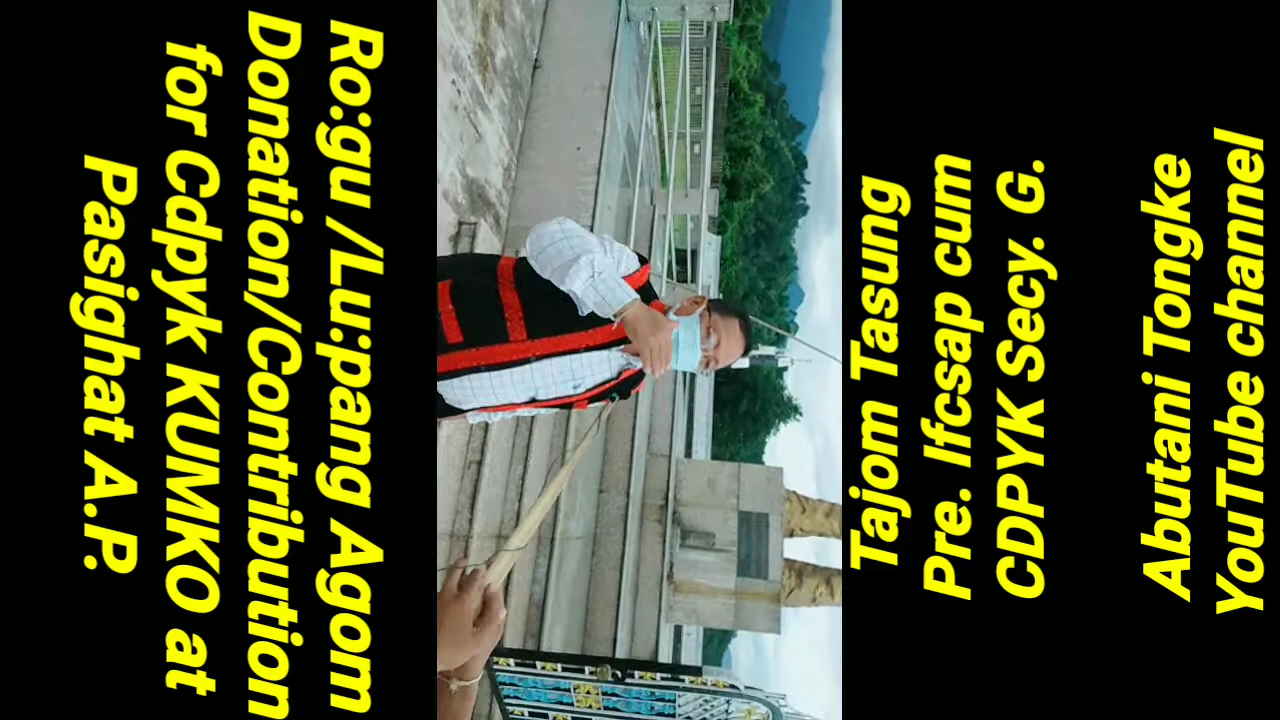 Ro:gu /Lu:pang Agom
Donation/Contribution
for Cdpyk KUMKO at
Pasighat A.P.
Tajom Tasung
Pre. Ifcsap cum
CDPYK Secy. G.
Abutani Tongke
YouTube channel